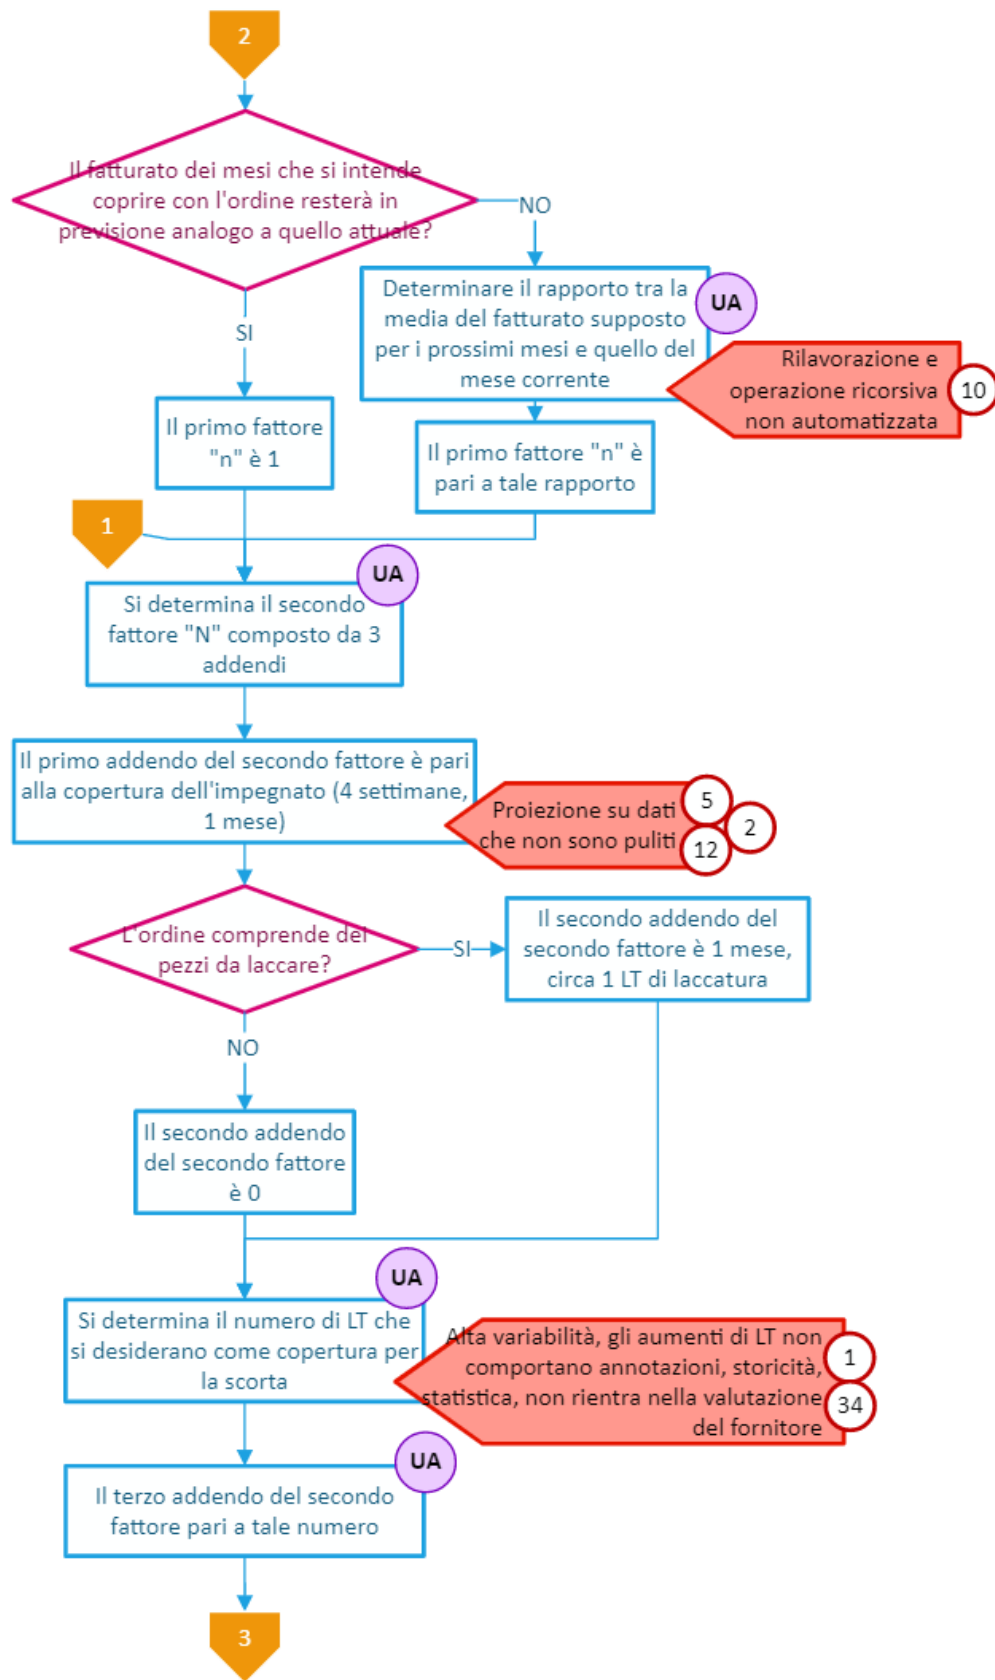 2
Il fatturato dei mesi che si intende
coprire con l'ordine resterà in
previsione analogo a quello attuale?
NO
SI
Determinare il rapporto tra la
media del fatturato supposto
per i prossimi mesi e quello del
mese corrente
UA
Rilavorazione e
operazione ricorsiva
non automatizzata
10
Il primo fattore
"n" è 1
Il primo fattore "n" è
pari a tale rapporto
1
UA
Si determina il secondo
fattore "N" composto da 3
addendi
Il primo addendo del secondo fattore è pari
alla copertura dell'impegnato (4 settimane,
1 mese)
Proiezione su dati
che non sono puliti
5
2
12
L'ordine comprende dei
pezzi da laccare?
SI
Il secondo addendo del
secondo fattore è 1 mese,
circa 1 LT di laccatura
NO
Il secondo addendo
del secondo fattore
è 0
UA
Si determina il numero di LT che
si desiderano come copertura per
la scorta
Alta variabilità, gli aumenti di LT non
comportano annotazioni, storicità,
statistica, non rientra nella valutazione
del fornitore
1
34
UA
Il terzo addendo del secondo
fattore pari a tale numero
3